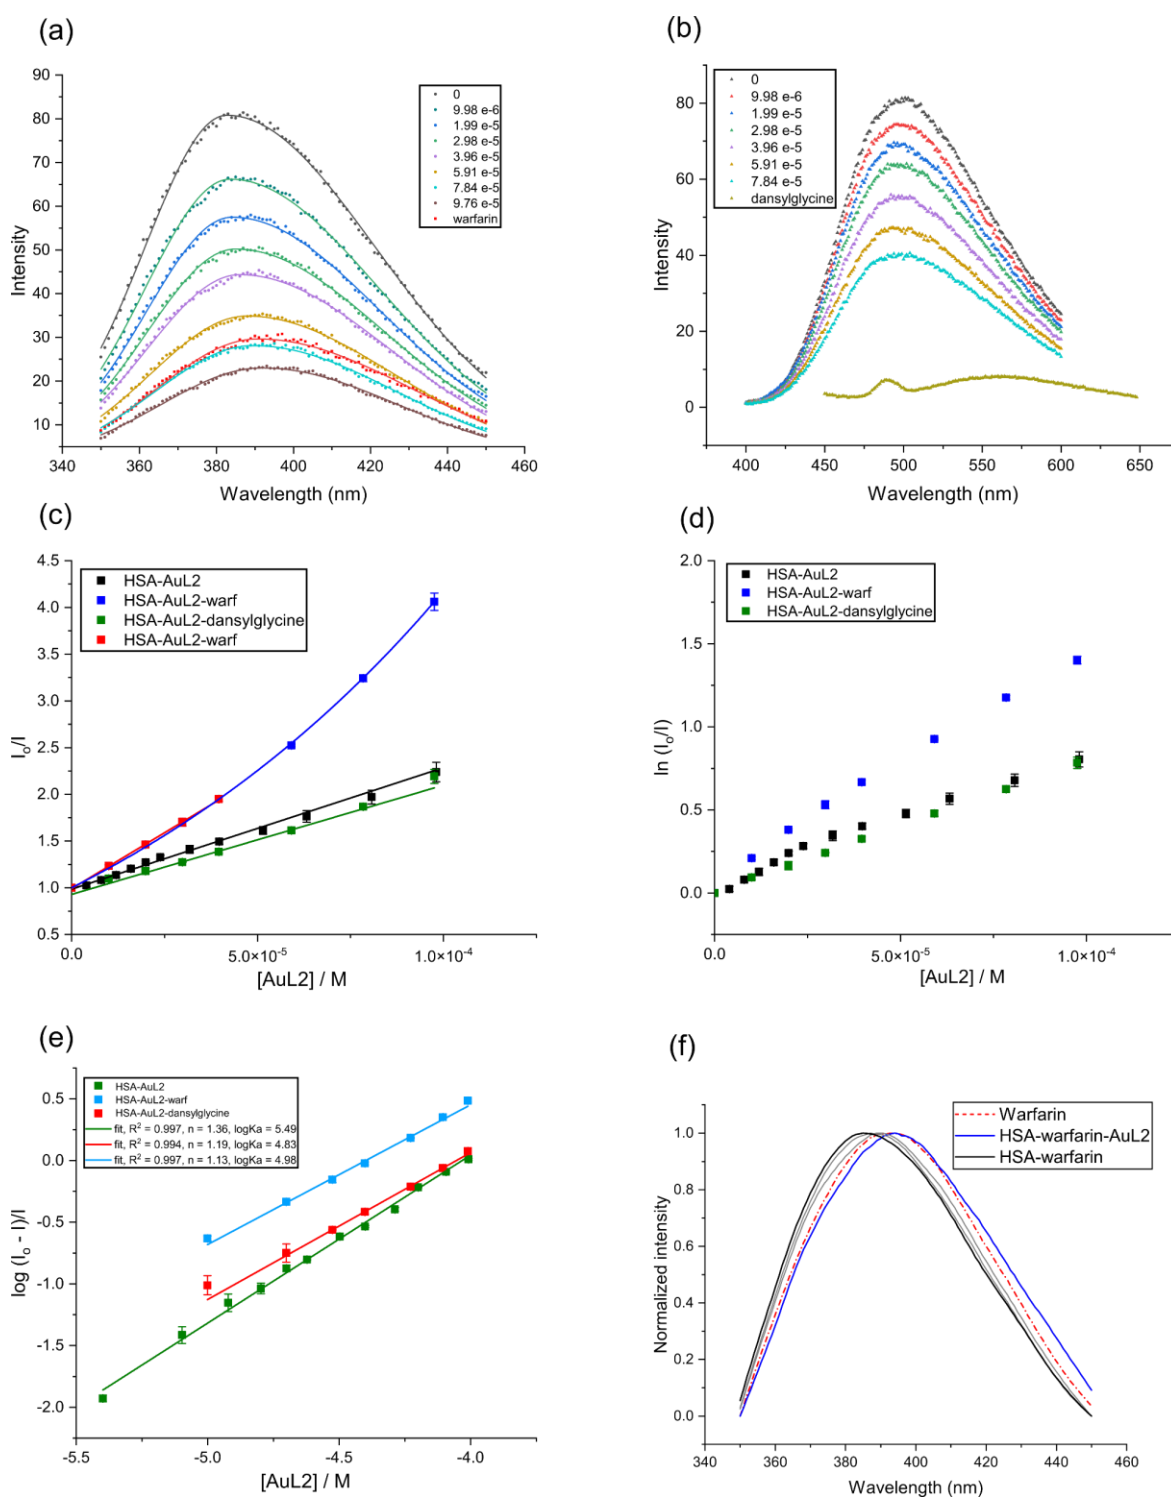 (a)
90
80
70
60
50
40
30
20
10
Intensity
0
9.98 e-6
1.99 e-5
2.98 e-5
3.96 e-5
5.91 e-5
7.84 e-5
9.76 e-5
warfarin
340 360 380 400 420 440 460
Wavelength (nm)
(b)
80
60
40
20
0
Intensity
0
9.98 e-6
1.99 e-5
2.98 e-5
3.96 e-5
5.91 e-5
7.84 e-5
dansylglycine
400 450 500 550 600 650
Wavelength (nm)
(c)
4.5
4.0
3.5
3.0
2.5
2.0
1.5
1.0
0.5
I₀/I
HSA-AuL2
HSA-AuL2-warf
HSA-AuL2-dansylglycine
HSA-AuL2-warf
0.0 5.0×10⁻⁵ 1.0×10⁻⁴
[AuL2] / M
(d)
2.0
1.5
1.0
0.5
0.0
ln (I₀/I)
HSA-AuL2
HSA-AuL2-warf
HSA-AuL2-dansylglycine
0.0 5.0×10⁻⁵ 1.0×10⁻⁴
[AuL2] / M
(e)
0.5
0.0
-0.5
-1.0
-1.5
-2.0
log (I₀ - I)/I
HSA-AuL2
HSA-AuL2-warf
HSA-AuL2-dansylglycine
fit, R² = 0.997, n = 1.36, logKa = 5.49
fit, R² = 0.994, n = 1.19, logKa = 4.83
fit, R² = 0.997, n = 1.13, logKa = 4.98
-5.5 -5.0 -4.5 -4.0
[AuL2] / M
(f)
1.0
0.8
0.6
0.4
0.2
0.0
Normalized intensity
Warfarin
HSA-warfarin-AuL2
HSA-warfarin
340 360 380 400 420 440 460
Wavelength (nm)